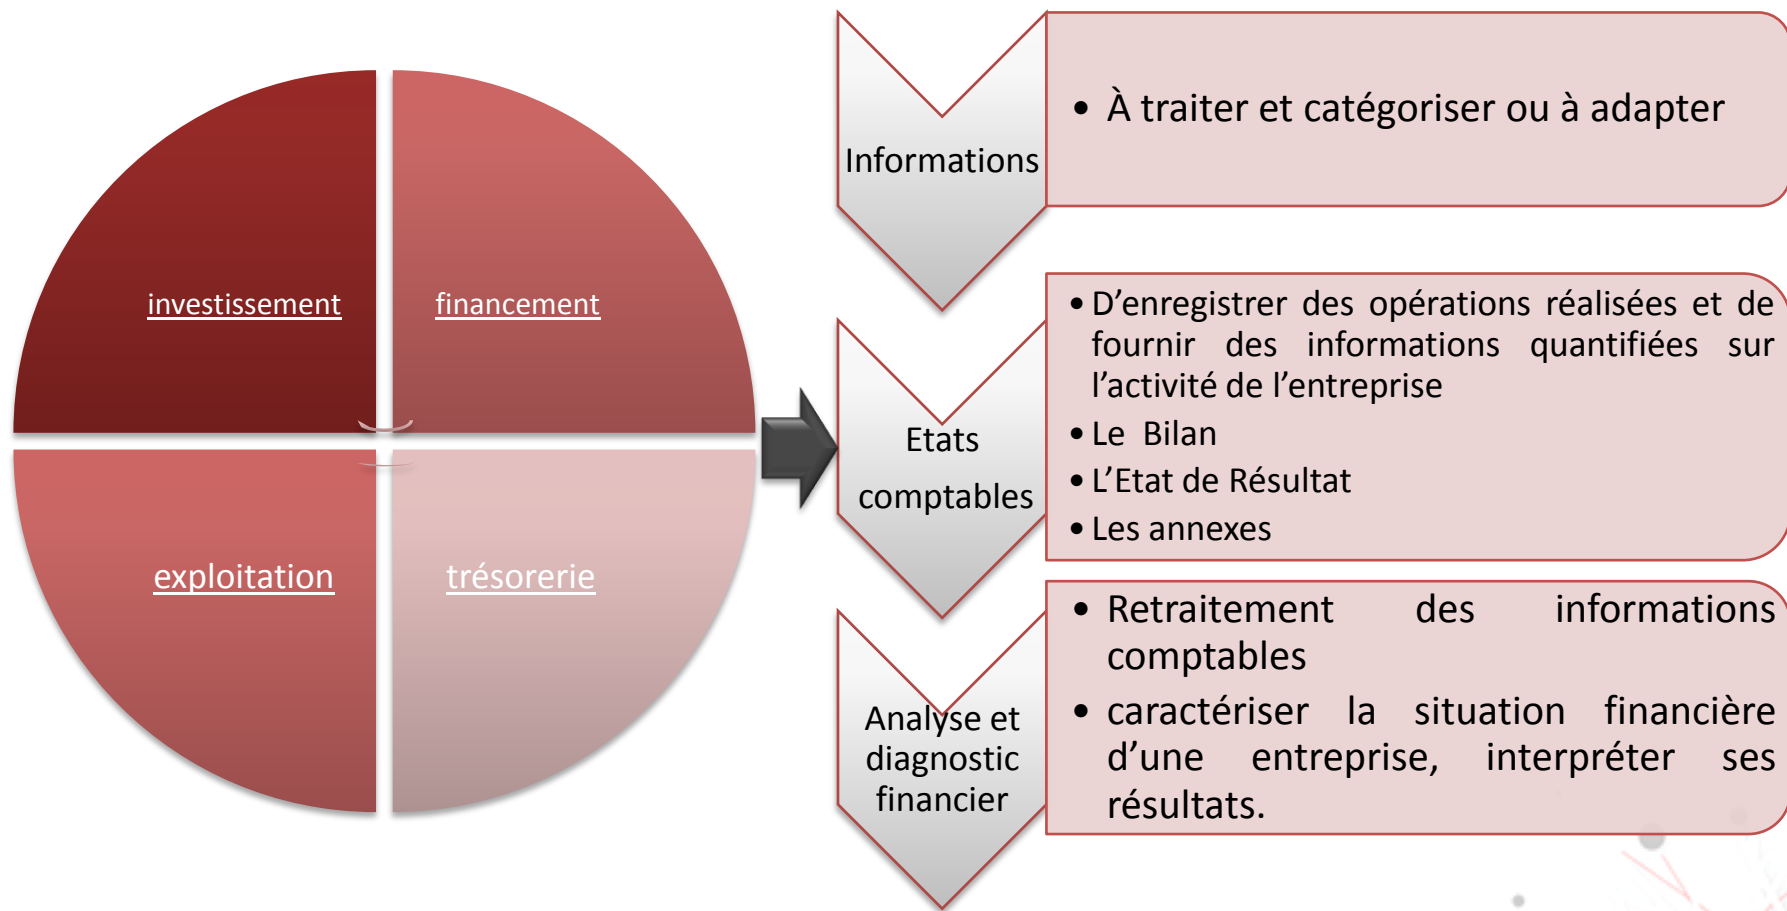 investissement
financement
exploitation
trésorerie
Informations
• À traiter et catégoriser ou à adapter
Etats
comptables
• D’enregistrer des opérations réalisées et de
fournir des informations quantifiées sur
l’activité de l’entreprise
• Le Bilan
• L’Etat de Résultat
• Les annexes
Analyse et
diagnostic
financier
• Retraitement des informations
comptables
• caractériser la situation financière
d’une entreprise, interpréter ses
résultats.